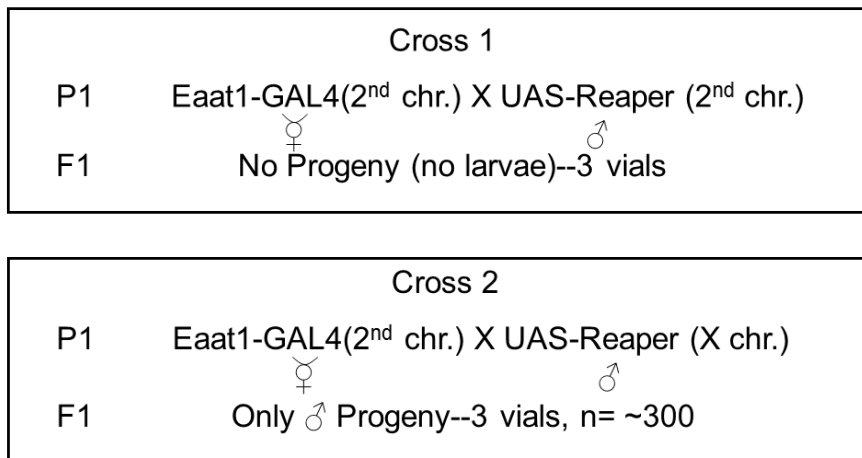 Cross 1
P1 Eaat1-GAL4(2nd chr.) X UAS-Reaper (2nd chr.)
☿ ♂
F1 No Progeny (no larvae)--3 vials
Cross 2
P1 Eaat1-GAL4(2nd chr.) X UAS-Reaper (X chr.)
☿ ♂
F1 Only ♂ Progeny--3 vials, n= ~300